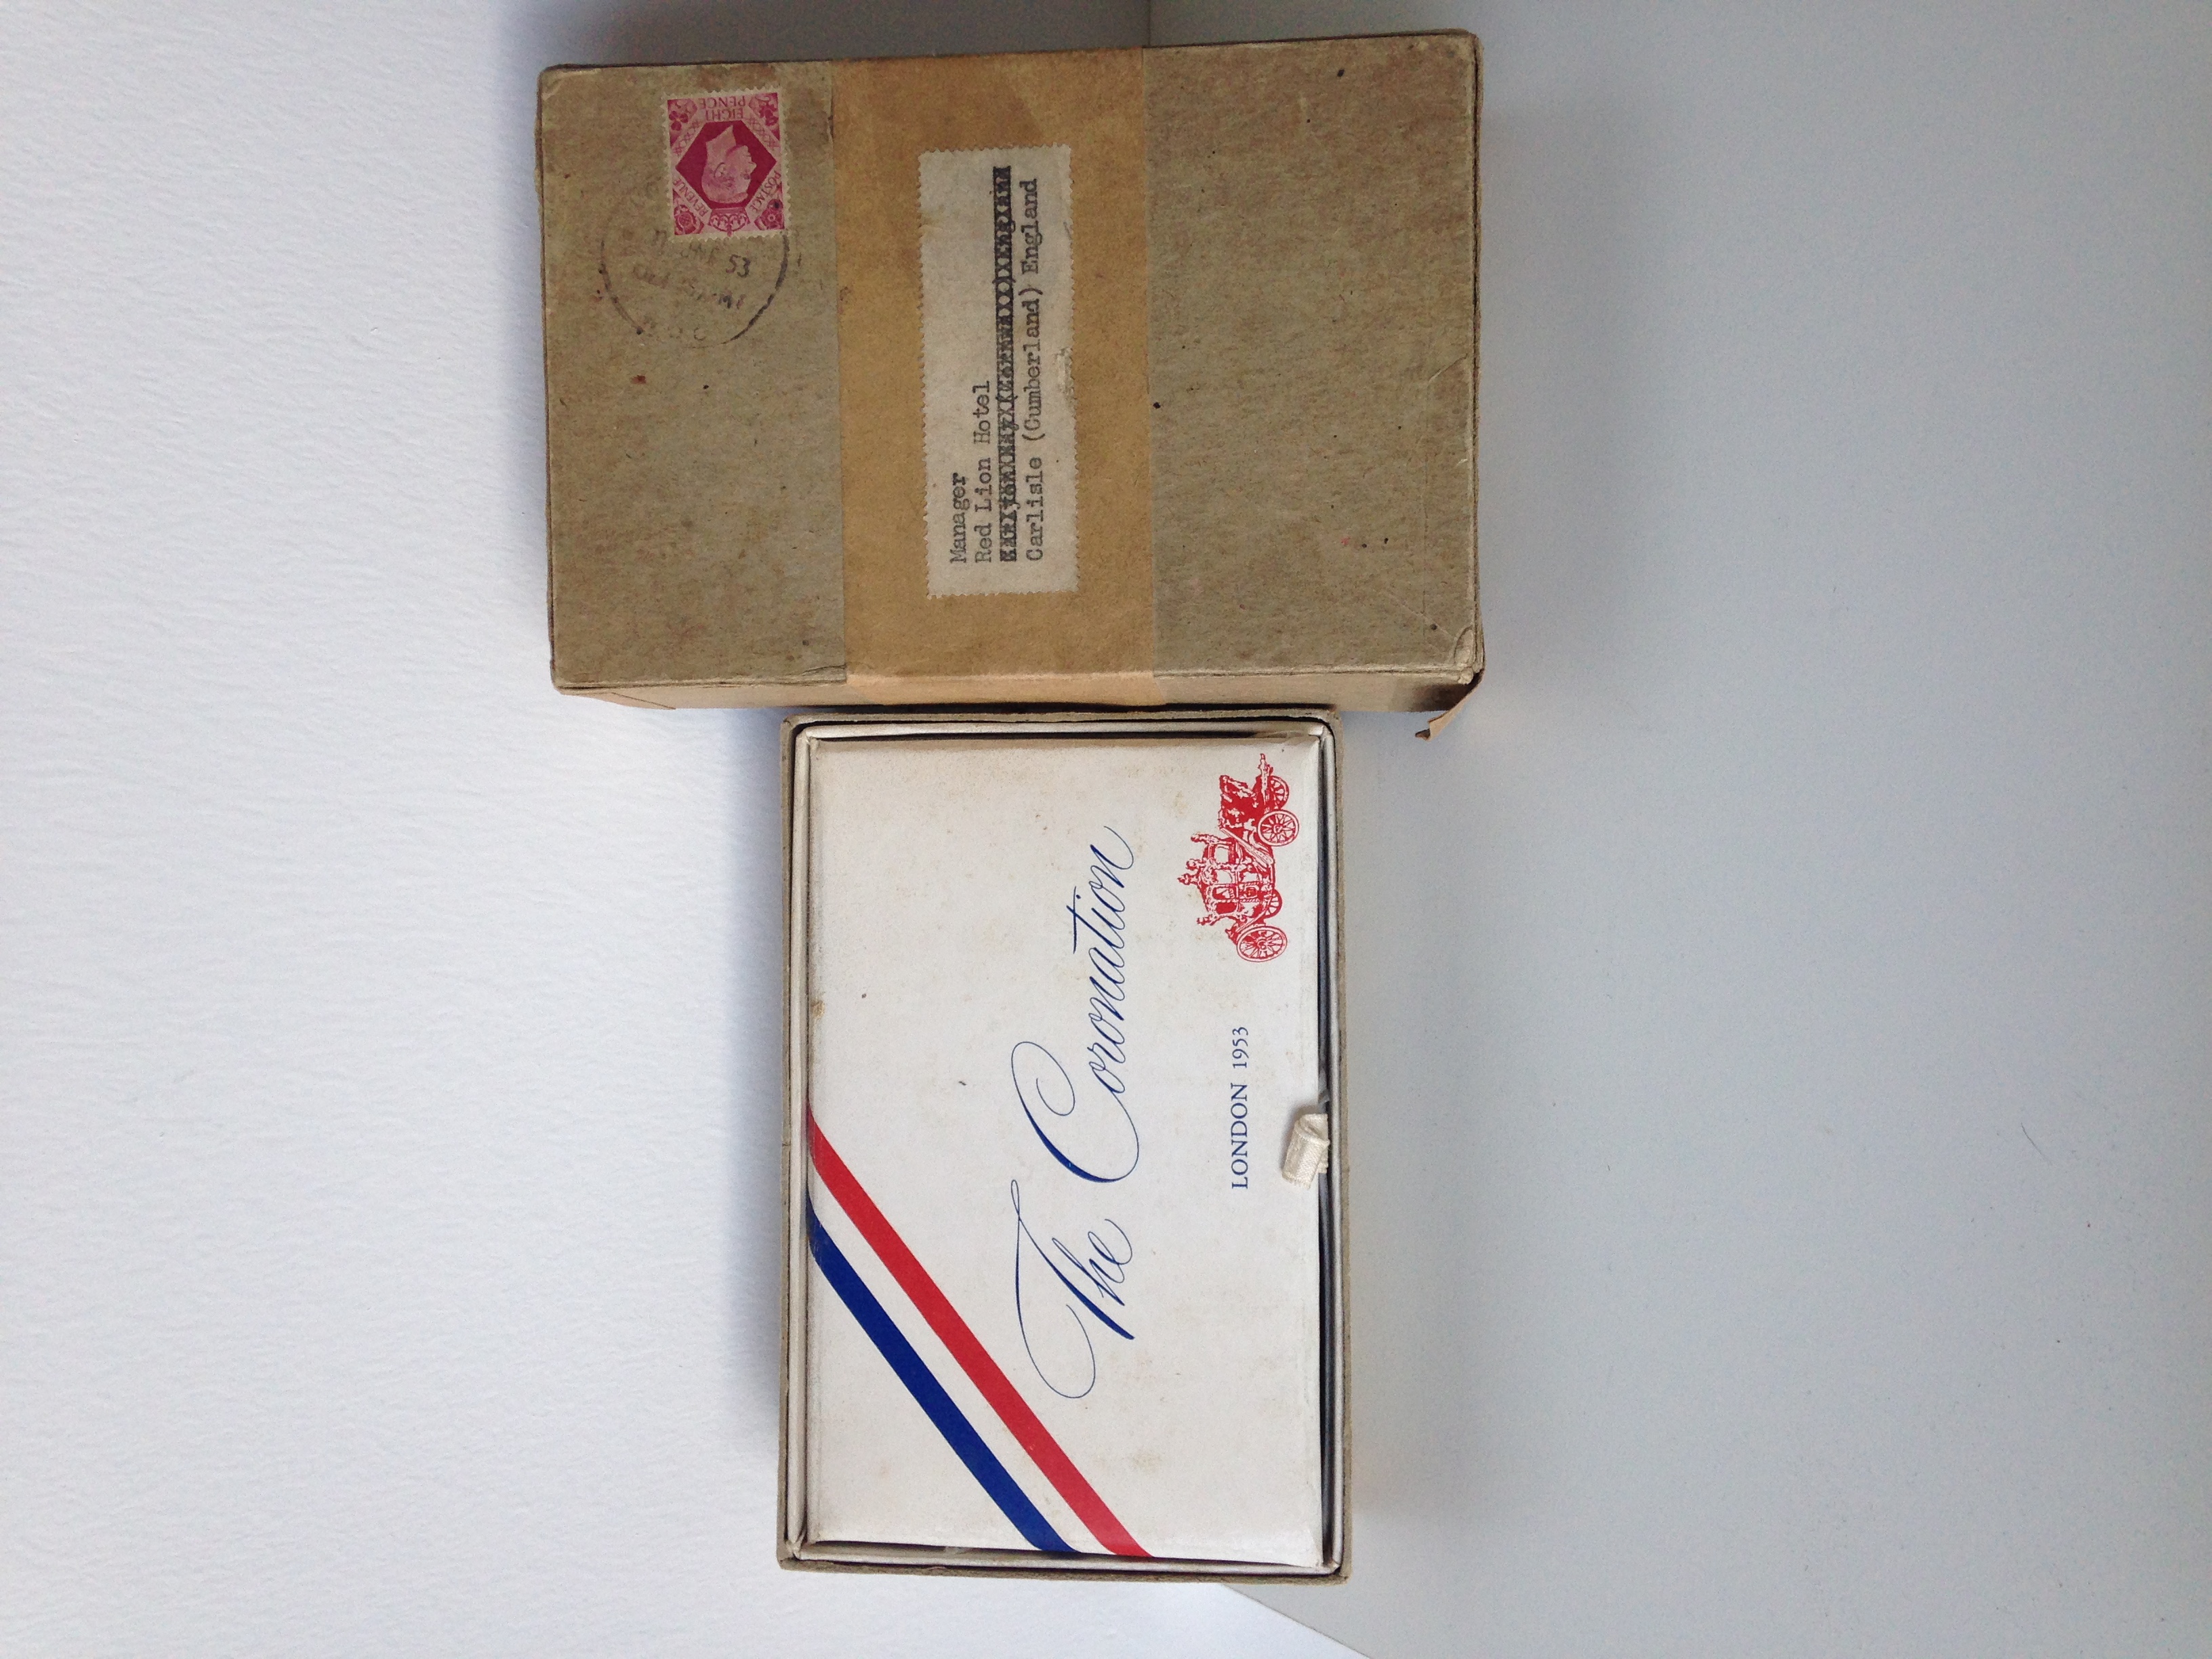 POSTAGE
REVENUE
EIGHT
PENCE
53
Manager
Red Lion Hotel
Carlisle (Cumberland) England
The Coronation
LONDON 1953